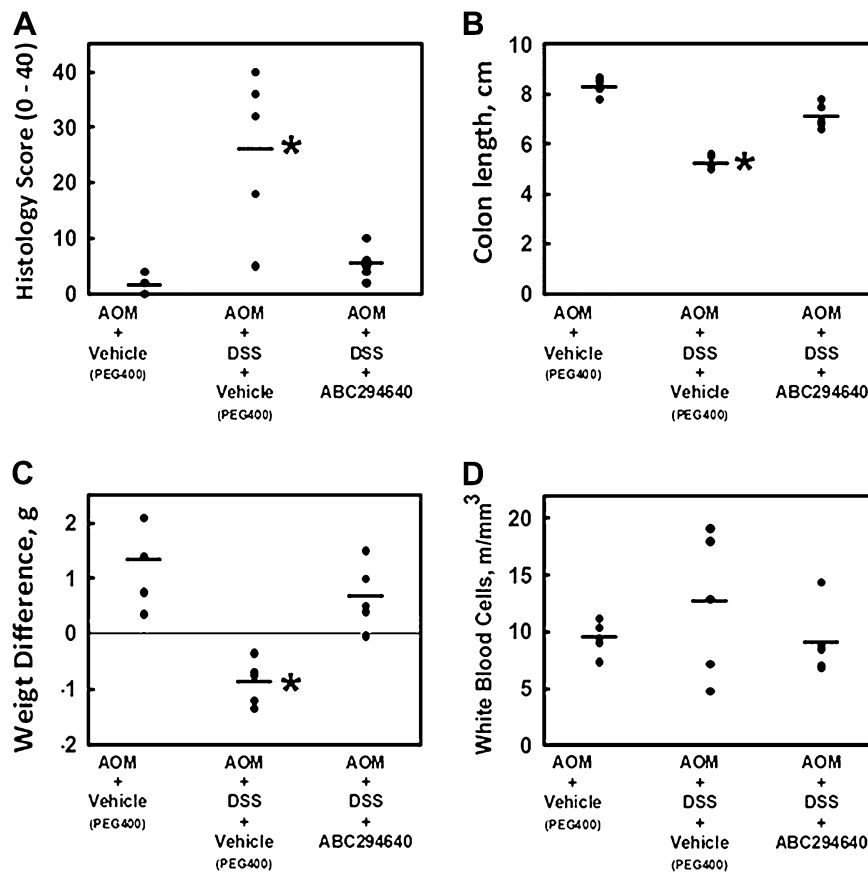 A
Histology Score (0 - 40)
40
30
20
10
0
*
AOM
+
Vehicle
(PEG400)
AOM
+
DSS
+
Vehicle
(PEG400)
AOM
+
DSS
+
ABC294640
B
Colon length, cm
10
8
6
4
2
0
*
AOM
+
Vehicle
(PEG400)
AOM
+
DSS
+
Vehicle
(PEG400)
AOM
+
DSS
+
ABC294640
C
Weigt Difference, g
2
1
0
-1
-2
*
AOM
+
Vehicle
(PEG400)
AOM
+
DSS
+
Vehicle
(PEG400)
AOM
+
DSS
+
ABC294640
D
White Blood Cells, m/mm³
20
15
10
5
0
AOM
+
Vehicle
(PEG400)
AOM
+
DSS
+
Vehicle
(PEG400)
AOM
+
DSS
+
ABC294640